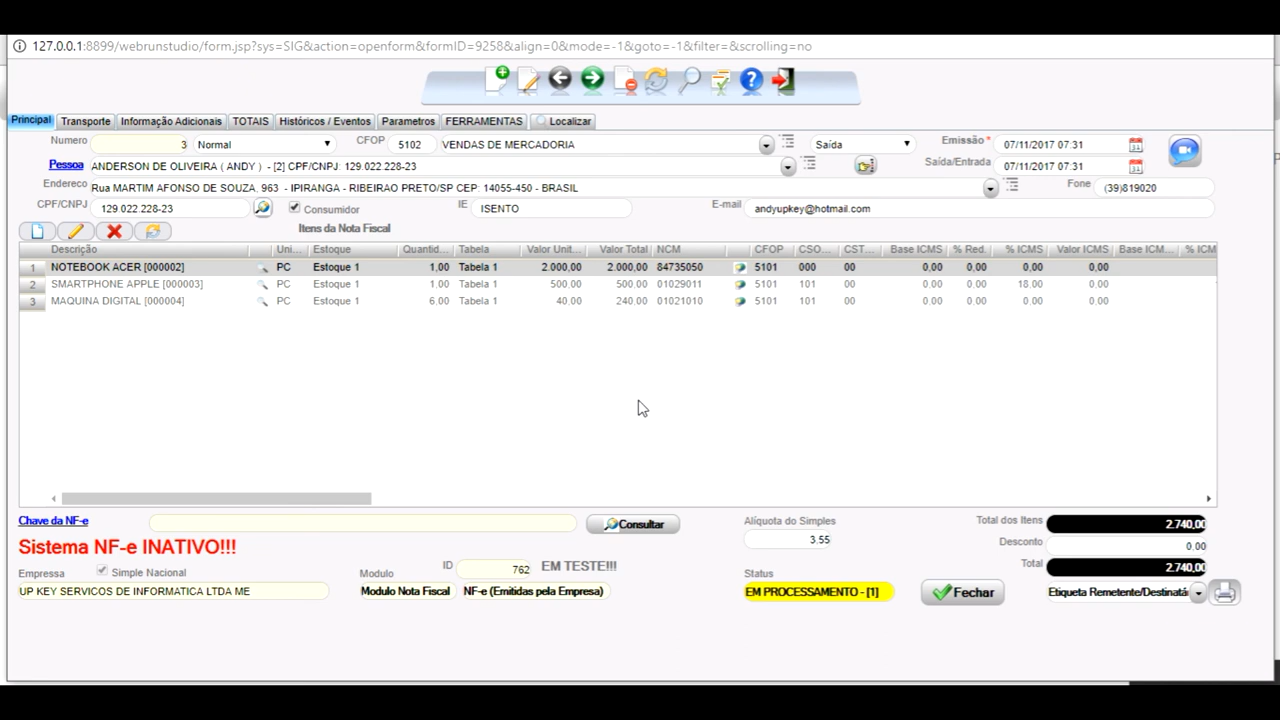 127.0.0.1:8899/webrunstudio/form.jsp?sys=SIG&action=openform&formID=9258&align=0&mode=-1&goto=-1&filter=&scrolling=no
Principal Transporte Informação Adicionais TOTAIS Históricos / Eventos Parametros FERRAMENTAS Localizar
Numero 3 Normal CFOP 5102 VENDAS DE MERCADORIA Saída Emissão * 07/11/2017 07:31
Pessoa ANDERSON DE OLIVEIRA ( ANDY ) - [2] CPF/CNPJ: 129.022.228-23 Saída/Entrada 07/11/2017 07:31
Endereco Rua MARTIM AFONSO DE SOUZA, 963 - IPIRANGA - RIBEIRAO PRETO/SP CEP: 14055-450 - BRASIL Fone (39)819020
CPF/CNPJ 129.022.228-23 Consumidor IE ISENTO E-mail andyupkey@hotmail.com
Itens da Nota Fiscal
Descrição Uni... Estoque Quantid... Tabela Valor Unit... Valor Total NCM CFOP CSO... CST... Base ICMS % Red. % ICMS Valor ICMS Base ICM... % ICM
1 NOTEBOOK ACER [000002] PC Estoque 1 1,00 Tabela 1 2.000,00 2.000,00 84735050 5101 000 00 0,00 0,00 0,00 0,00
2 SMARTPHONE APPLE [000003] PC Estoque 1 1,00 Tabela 1 500,00 500,00 01029011 5101 101 00 0,00 0,00 18,00 0,00
3 MAQUINA DIGITAL [000004] PC Estoque 1 6,00 Tabela 1 40,00 240,00 01021010 5101 101 00 0,00 0,00 0,00 0,00
Chave da NF-e Consultar Alíquota do Simples Total dos Itens 2.740,00
3,55
Sistema NF-e INATIVO!!! Desconto 0,00
Empresa Simple Nacional Modulo ID 762 EM TESTE!!! Status Total 2.740,00
UP KEY SERVICOS DE INFORMATICA LTDA ME Modulo Nota Fiscal NF-e (Emitidas pela Empresa) EM PROCESSAMENTO - [1] Fechar Etiqueta Remetente/Destinatá